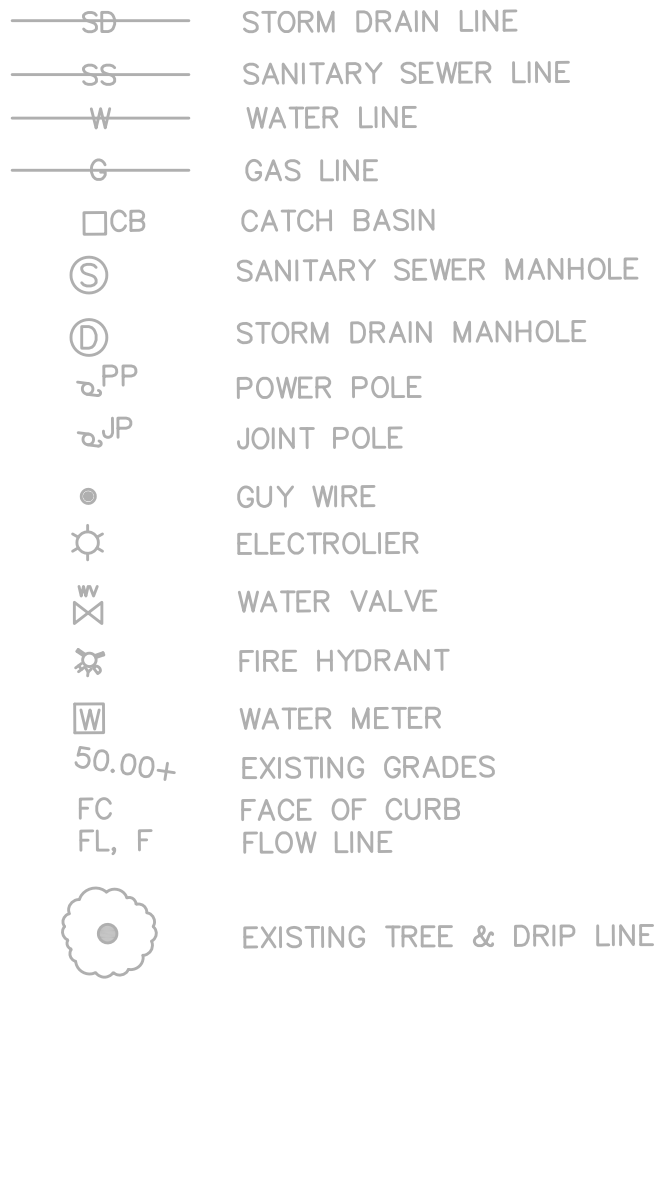 SD STORM DRAIN LINE
SS SANITARY SEWER LINE
W WATER LINE
G GAS LINE
CB CATCH BASIN
S SANITARY SEWER MANHOLE
D STORM DRAIN MANHOLE
PP POWER POLE
JP JOINT POLE
GUY WIRE
ELECTROLIER
WV WATER VALVE
FIRE HYDRANT
W WATER METER
50.00+ EXISTING GRADES
FC FACE OF CURB
FL, F FLOW LINE
EXISTING TREE & DRIP LINE